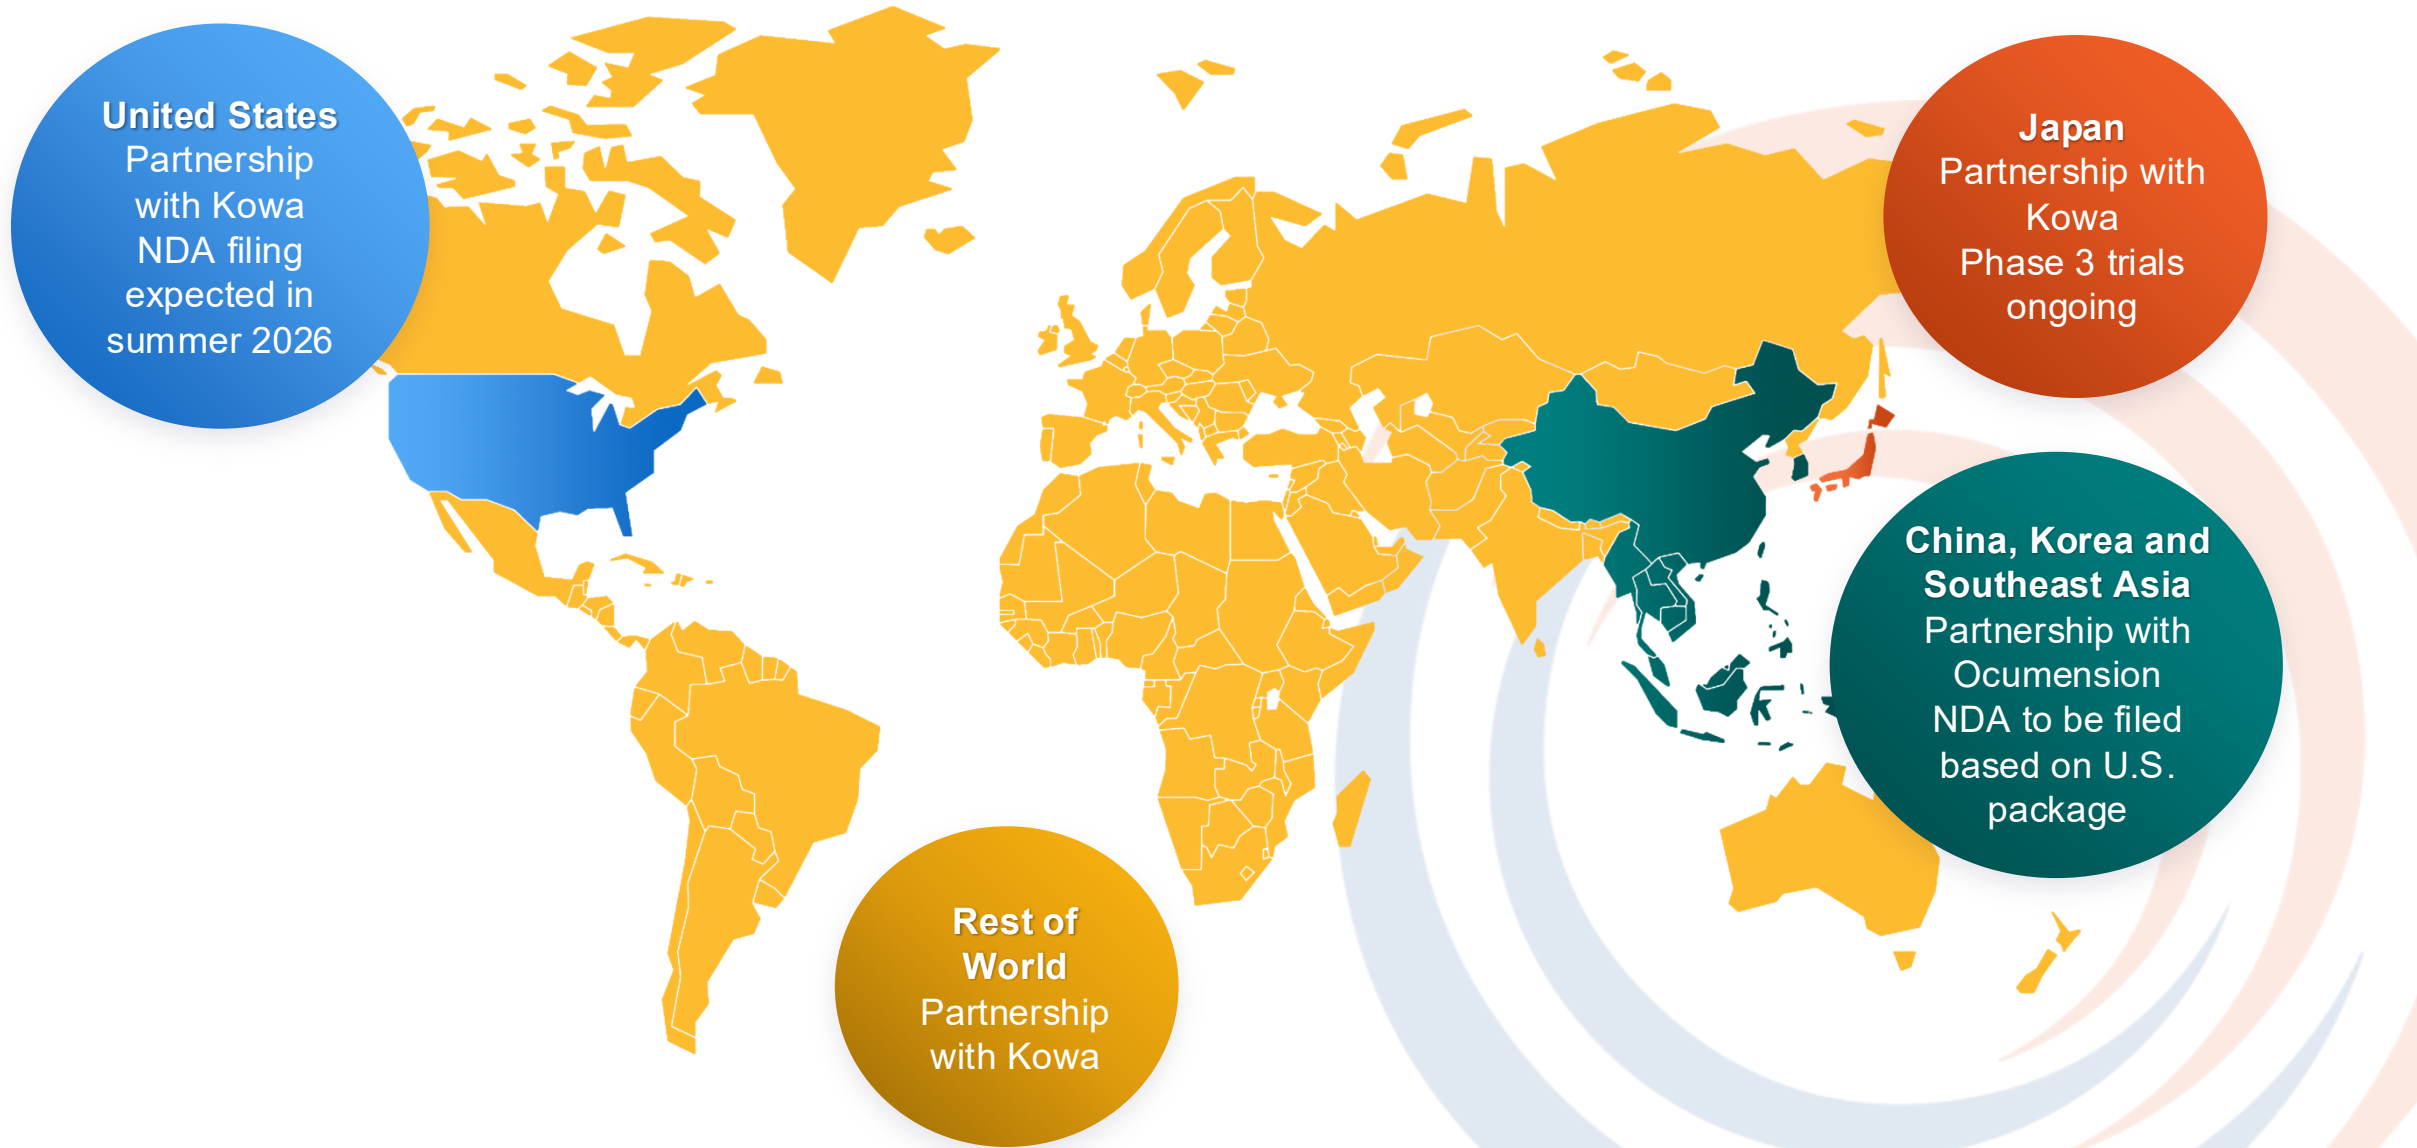 United States
Partnership
with Kowa
NDA filing
expected in
summer 2026
Japan
Partnership with
Kowa
Phase 3 trials
ongoing
China, Korea and
Southeast Asia
Partnership with
Ocumension
NDA to be filed
based on U.S.
package
Rest of
World
Partnership
with Kowa